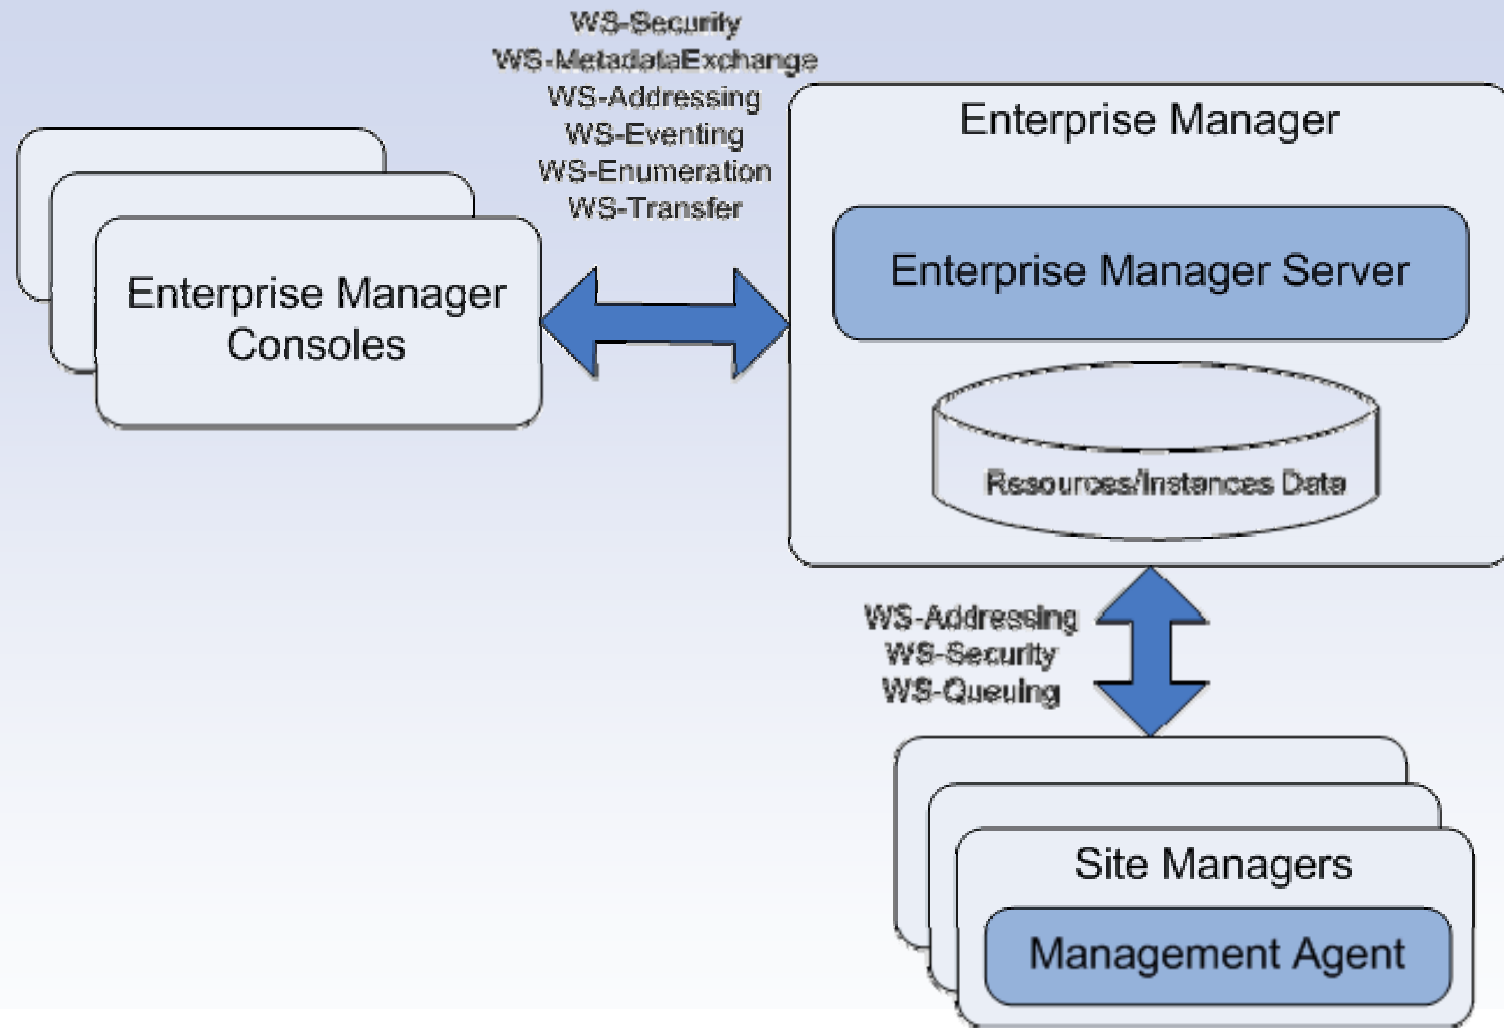 WS-Security
WS-MetadataExchange
WS-Addressing
WS-Eventing
WS-Enumeration
WS-Transfer
Enterprise Manager
Enterprise Manager Server
Enterprise Manager
Consoles
Resources/Instances Data
WS-Addressing
WS-Security
WS-Queuing
Site Managers
Management Agent